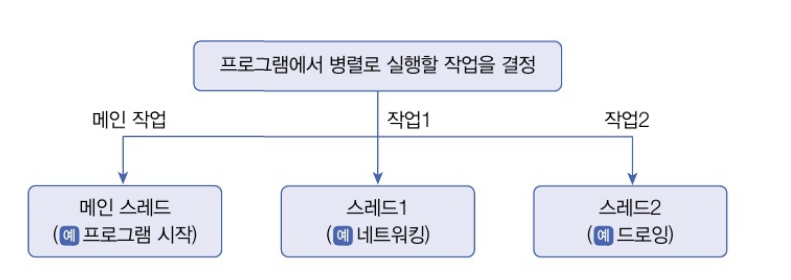 프로그램에서 병렬로 실행할 작업을 결정
메인 작업
작업1
작업2
메인 스레드
(예 프로그램 시작)
스레드1
(예 네트워킹)
스레드2
(예 드로잉)